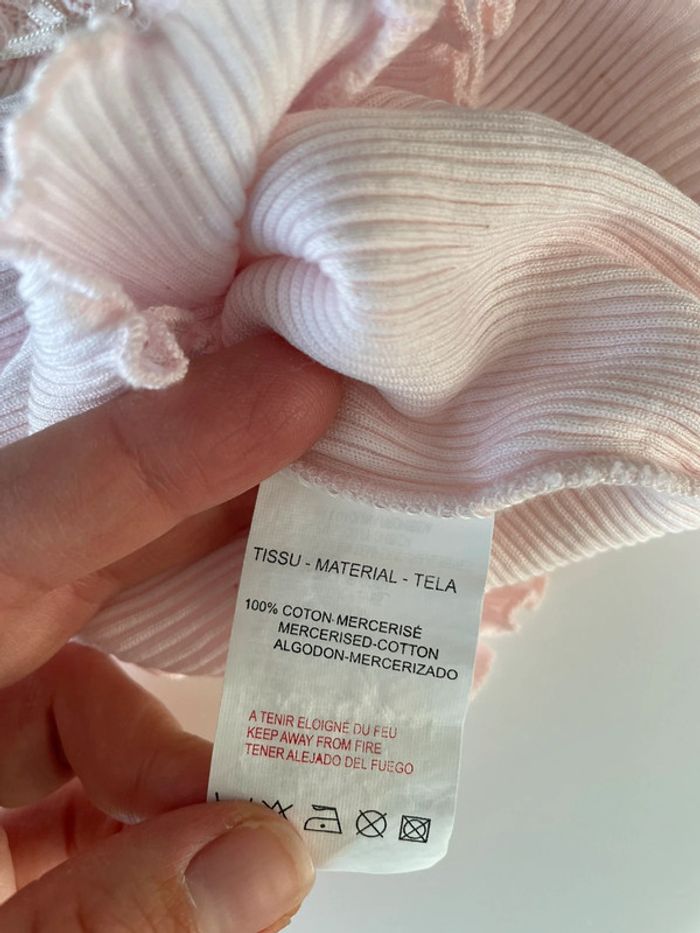 TISSU - MATERIAL - TELA
100% COTON-MERCERISÉ
MERCERISED-COTTON
ALGODON-MERCERIZADO
A TENIR ELOIGNE DU FEU
KEEP AWAY FROM FIRE
TENER ALEJADO DEL FUEGO